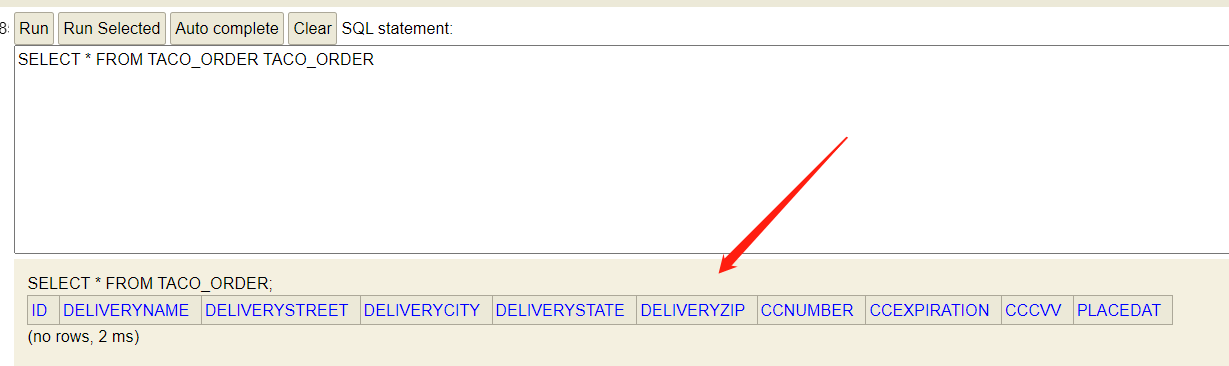 8: Run Run Selected Auto complete Clear SQL statement:
SELECT * FROM TACO_ORDER TACO_ORDER
SELECT * FROM TACO_ORDER;
ID DELIVERYNAME DELIVERYSTREET DELIVERYCITY DELIVERYSTATE DELIVERYZIP CCNUMBER CCEXPIRATION CCCVV PLACEDAT
(no rows, 2 ms)